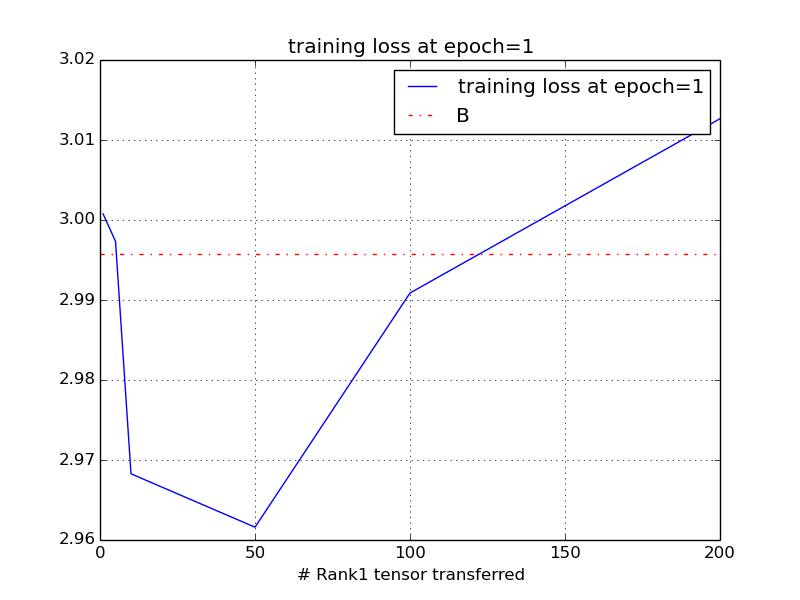 training loss at epoch=1
3.02
3.01
3.00
2.99
2.98
2.97
2.96
training loss at epoch=1
B
0 50 100 150 200
# Rank1 tensor transferred